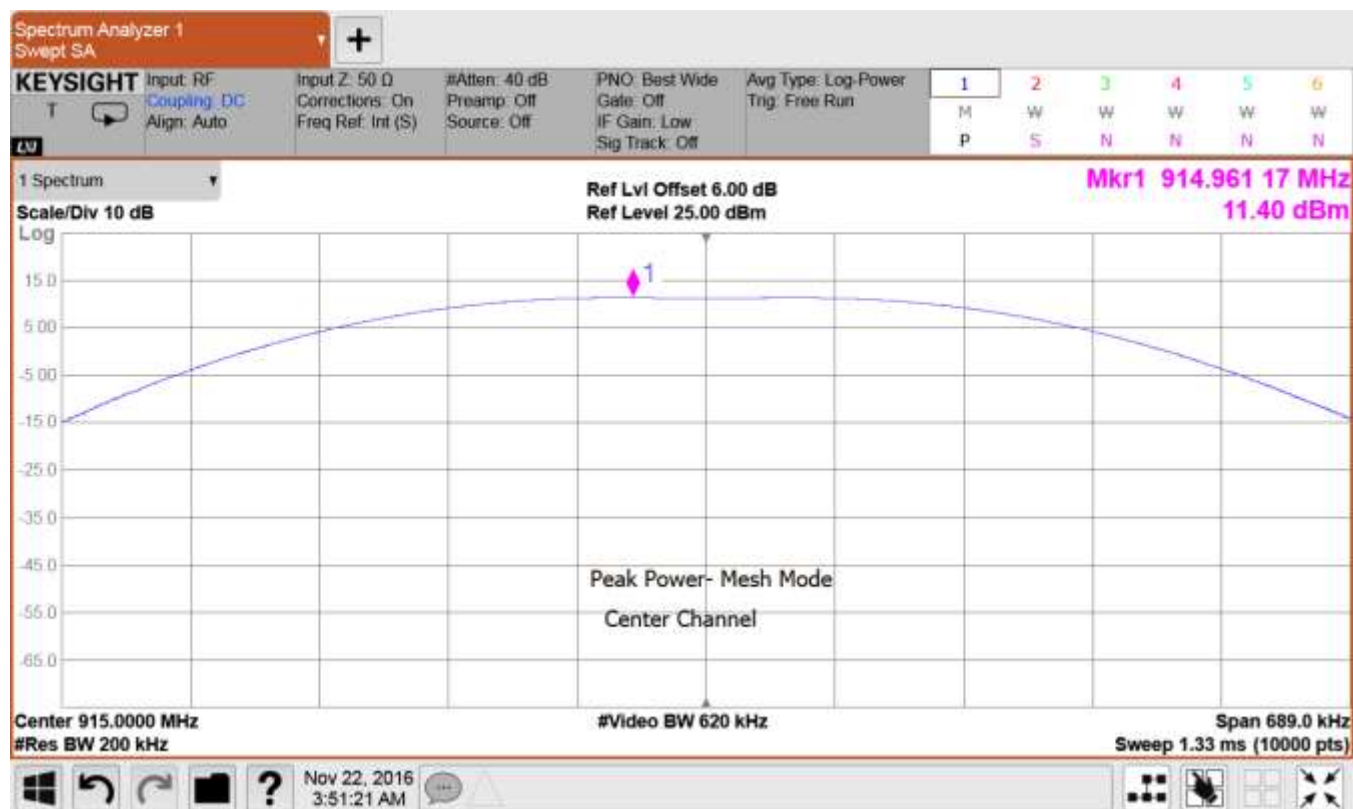 Spectrum Analyzer 1
Swept SA
KEYSIGHT Input: RF Input Z: 50 Ω #Atten: 40 dB PNO: Best Wide Avg Type: Log-Power 1 2 3 4 5 6
T Coupling: DC Corrections: On Preamp: Off Gate: Off Trig: Free Run M W W W W W
Align: Auto Freq Ref: Int (S) Source: Off IF Gain: Low
Sig Track: Off P S N N N N
1 Spectrum Ref Lvl Offset 6.00 dB Mkr1 914.961 17 MHz
Scale/Div 10 dB Ref Level 25.00 dBm 11.40 dBm
Log
1
15.0
5.00
-5.00
-15.0
-25.0
-35.0
-45.0
Peak Power- Mesh Mode
-55.0
Center Channel
-65.0
Center 915.0000 MHz #Video BW 620 kHz Span 689.0 kHz
#Res BW 200 kHz Sweep 1.33 ms (10000 pts)
? Nov 22, 2016
3:51:21 AM